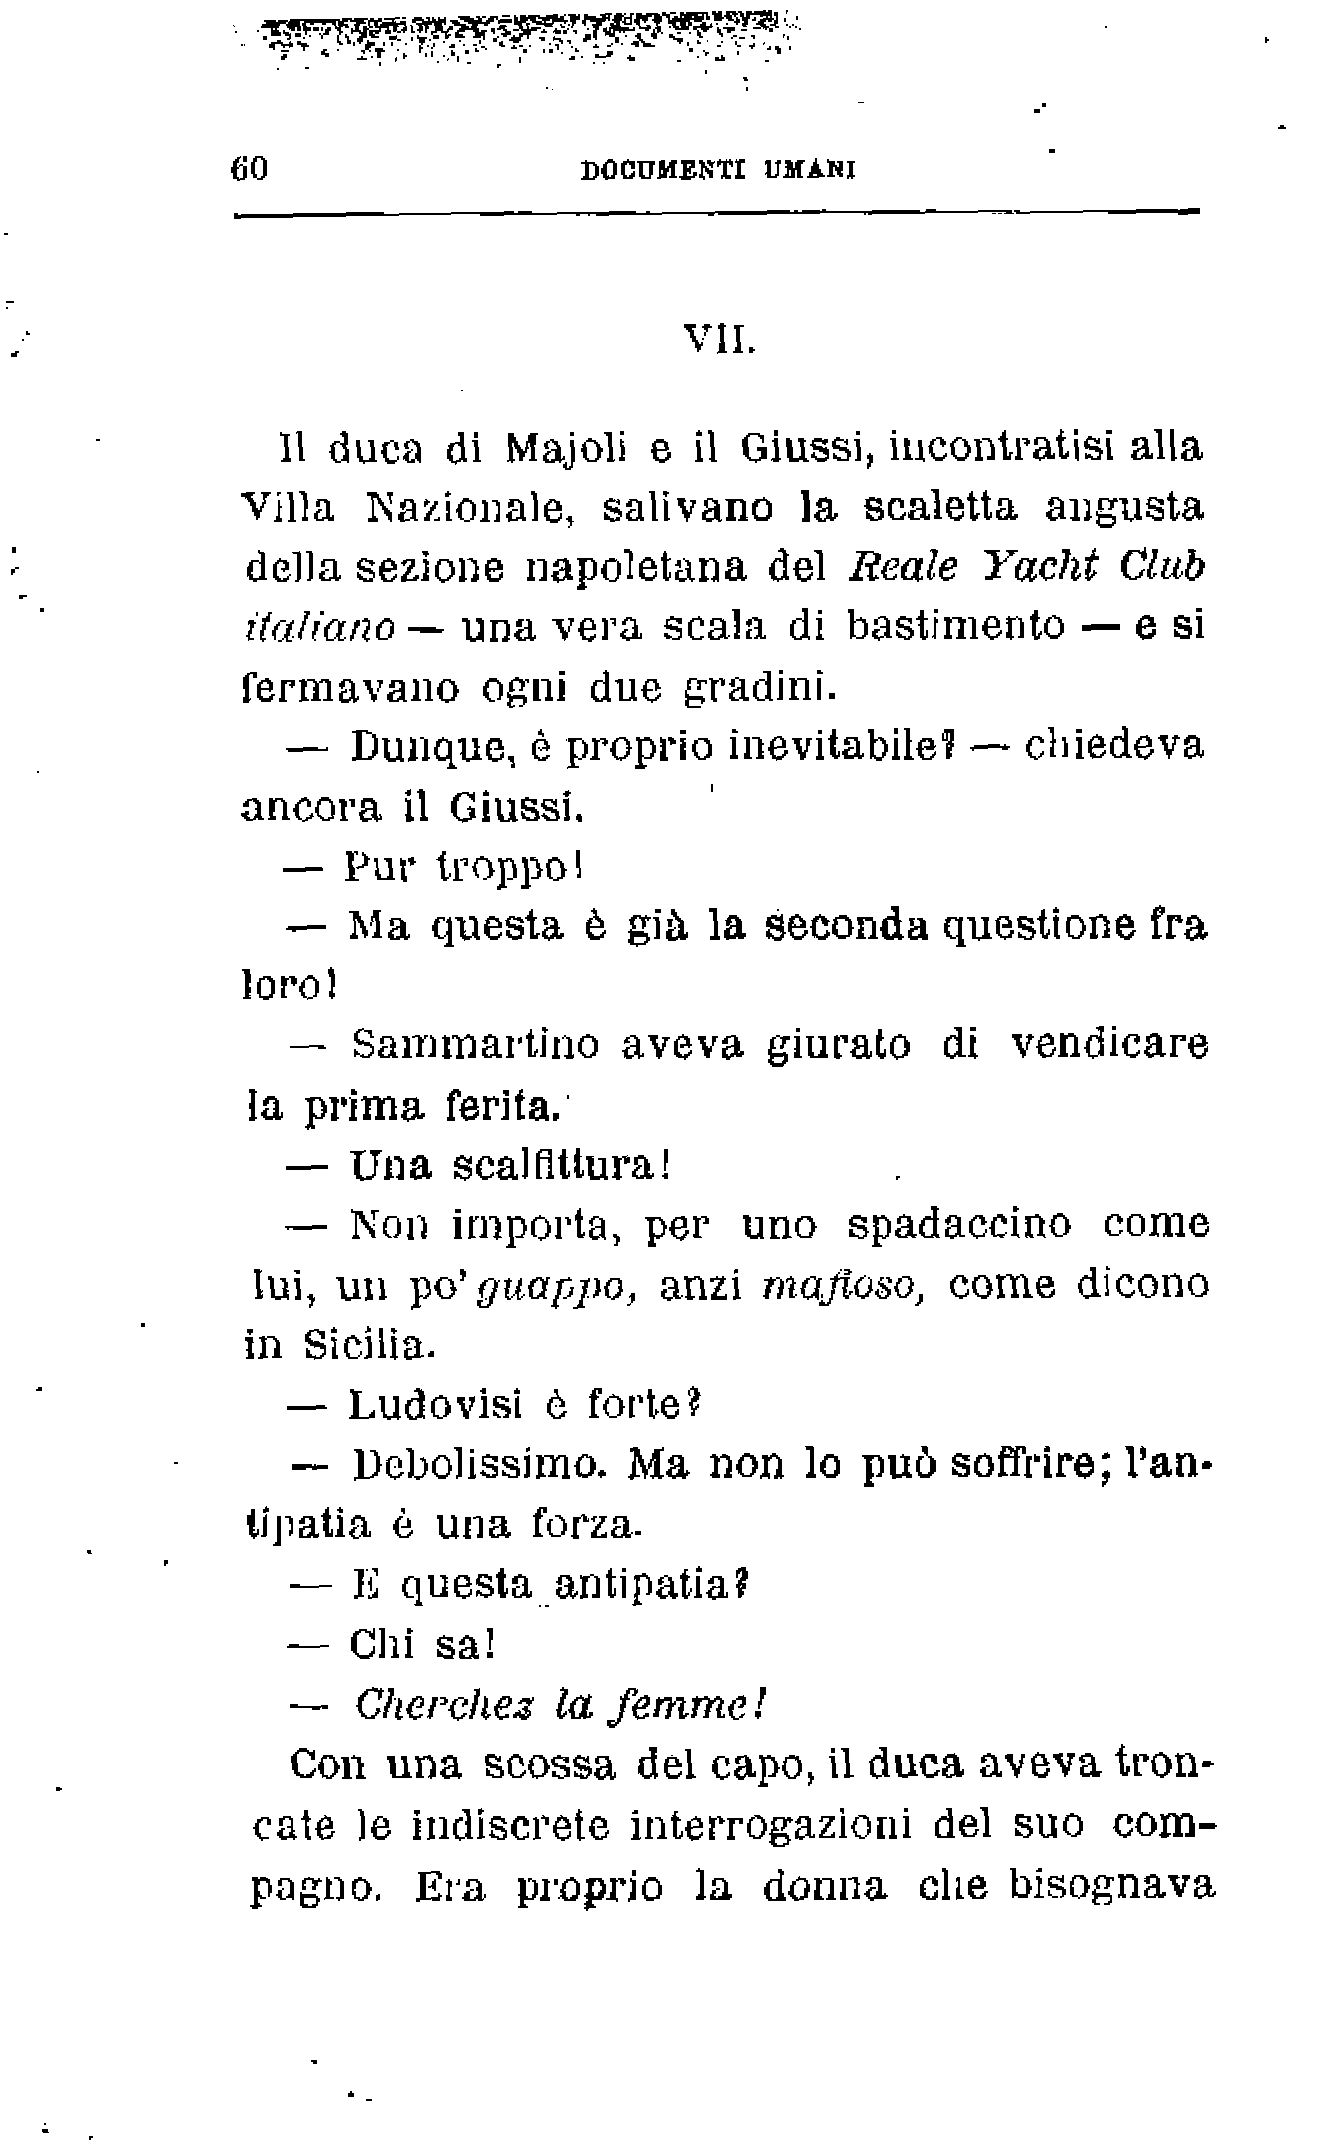 60 DOCUMENTI UMANI
VII.
Il duca di Majoli e il Giussi, incontratisi alla
Villa Nazionale, salivano la scaletta angusta
della sezione napoletana del Reale Yacht Club
italiano — una vera scala di bastimento — e si
fermavano ogni due gradini.
— Dunque, è proprio inevitabile? — chiedeva
ancora il Giussi.
— Pur troppo!
— Ma questa è già la seconda questione fra
loro!
— Sammartino aveva giurato di vendicare
la prima ferita.
— Una scalfittura!
— Non importa, per uno spadaccino come
lui, un po' guappo, anzi mafioso, come dicono
in Sicilia.
— Ludovisi è forte?
— Debolissimo. Ma non lo può soffrire; l'an-
tipatia è una forza.
— E questa antipatia?
— Chi sa!
— Cherchez la femme!
Con una scossa del capo, il duca aveva tron-
cate le indiscrete interrogazioni del suo com-
pagno. Era proprio la donna che bisognava